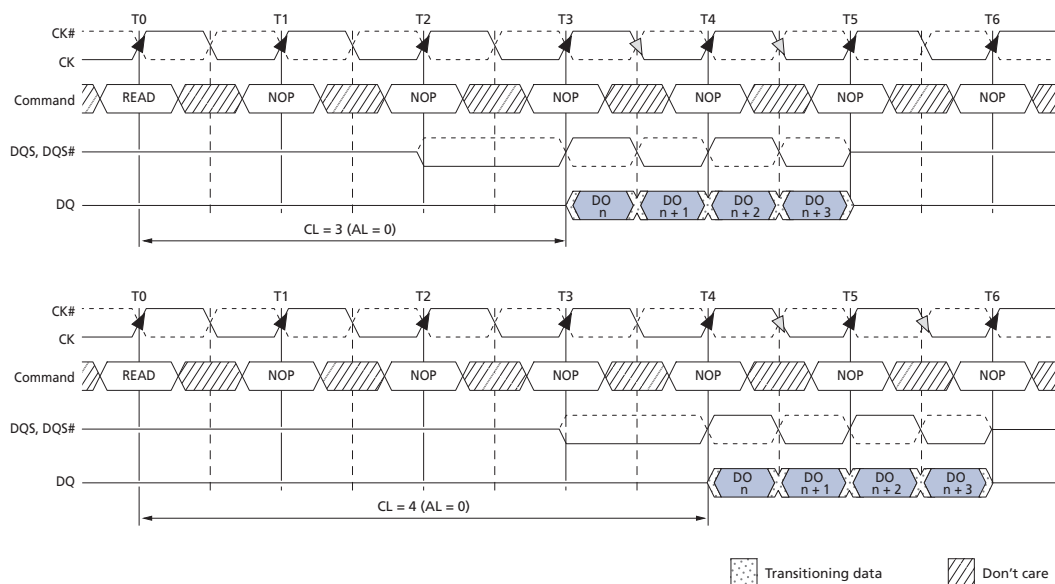 T0 T1 T2 T3 T4 T5 T6
CK#
CK
Command READ NOP NOP NOP NOP NOP NOP
DQS, DQS#
DQ DO n DO n + 1 DO n + 2 DO n + 3
CL = 3 (AL = 0)
T0 T1 T2 T3 T4 T5 T6
CK#
CK
Command READ NOP NOP NOP NOP NOP NOP
DQS, DQS#
DQ DO n DO n + 1 DO n + 2 DO n + 3
CL = 4 (AL = 0)
Transitioning data Don't care